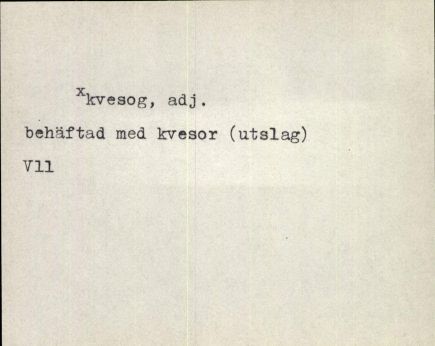 xkvesog, adj.
behäftad med kvesor (utslag)
Vll